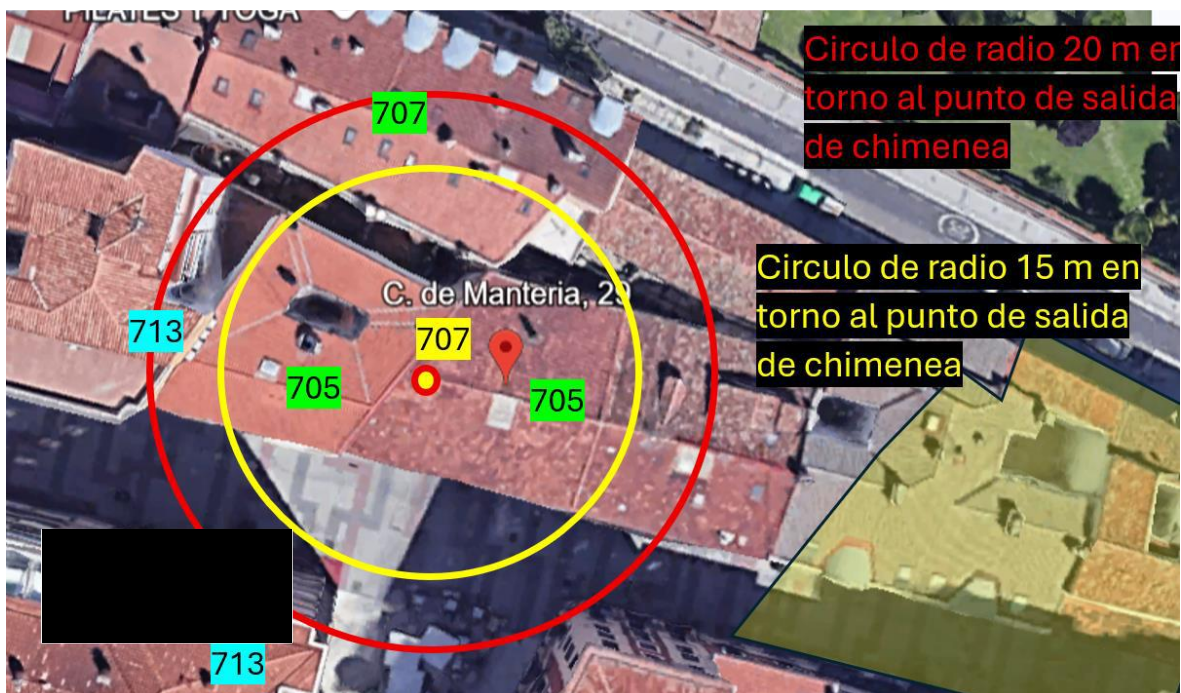 PILATES Y YOGA
Circulo de radio 20 m en
torno al punto de salida
de chimenea
707
Circulo de radio 15 m en
torno al punto de salida
de chimenea
C. de Manteria, 29
713
707
705
705
713